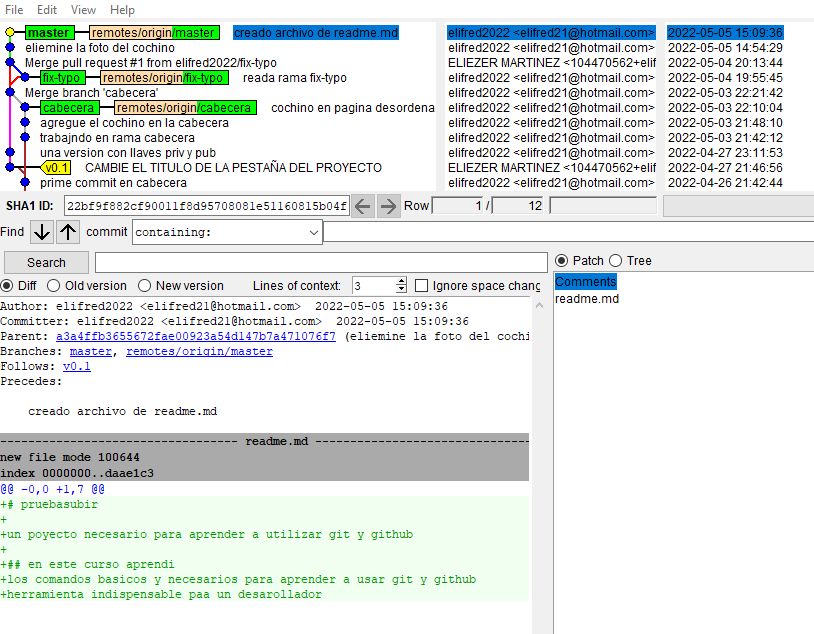 File Edit View Help
master remotes/origin/master creado archivo de readme.md elifred2022 <elifred21@hotmail.com> 2022-05-05 15:09:36
eliemine la foto del cochino elifred2022 <elifred21@hotmail.com> 2022-05-05 14:54:29
Merge pull request #1 from elifred2022/fix-typo ELIEZER MARTINEZ <104470562+elif 2022-05-04 20:13:44
fix-typo remotes/origin/fix-typo reada rama fix-typo elifred2022 <elifred21@hotmail.com> 2022-05-04 19:55:45
Merge branch 'cabecera' elifred2022 <elifred21@hotmail.com> 2022-05-03 22:21:42
cabecera remotes/origin/cabecera cochino en pagina desordena elifred2022 <elifred21@hotmail.com> 2022-05-03 22:10:04
agregue el cochino en la cabecera elifred2022 <elifred21@hotmail.com> 2022-05-03 21:48:10
trabajndo en rama cabecera elifred2022 <elifred21@hotmail.com> 2022-05-03 21:42:12
una version con llaves priv y pub elifred2022 <elifred21@hotmail.com> 2022-04-27 23:11:53
v0.1 CAMBIE EL TITULO DE LA PESTAÑA DEL PROYECTO ELIEZER MARTINEZ <104470562+elif 2022-04-27 21:46:56
prime commit en cabecera elifred2022 <elifred21@hotmail.com> 2022-04-26 21:42:44
SHA1 ID: 22bf9f882cf90011f8d95708081e51160815b04f Row 1 / 12
Find commit containing:
Search Patch Tree
Diff Old version New version Lines of context: 3 Ignore space chang
Comments
readme.md
Author: elifred2022 <elifred21@hotmail.com> 2022-05-05 15:09:36
Committer: elifred2022 <elifred21@hotmail.com> 2022-05-05 15:09:36
Parent: a3a4ffb3655672fae00923a54d147b7a471076f7 (eliemine la foto del cochi
Branches: master, remotes/origin/master
Follows: v0.1
Precedes:
creado archivo de readme.md
---------------------------------- readme.md -------------------------------
new file mode 100644
index 0000000..daae1c3
@@ -0,0 +1,7 @@
+# pruebasubir
+
+un poyecto necesario para aprender a utilizar git y github
+
+## en este curso aprendi
+los comandos basicos y necesarios para aprender a usar git y github
+herramienta indispensable paa un desarollador